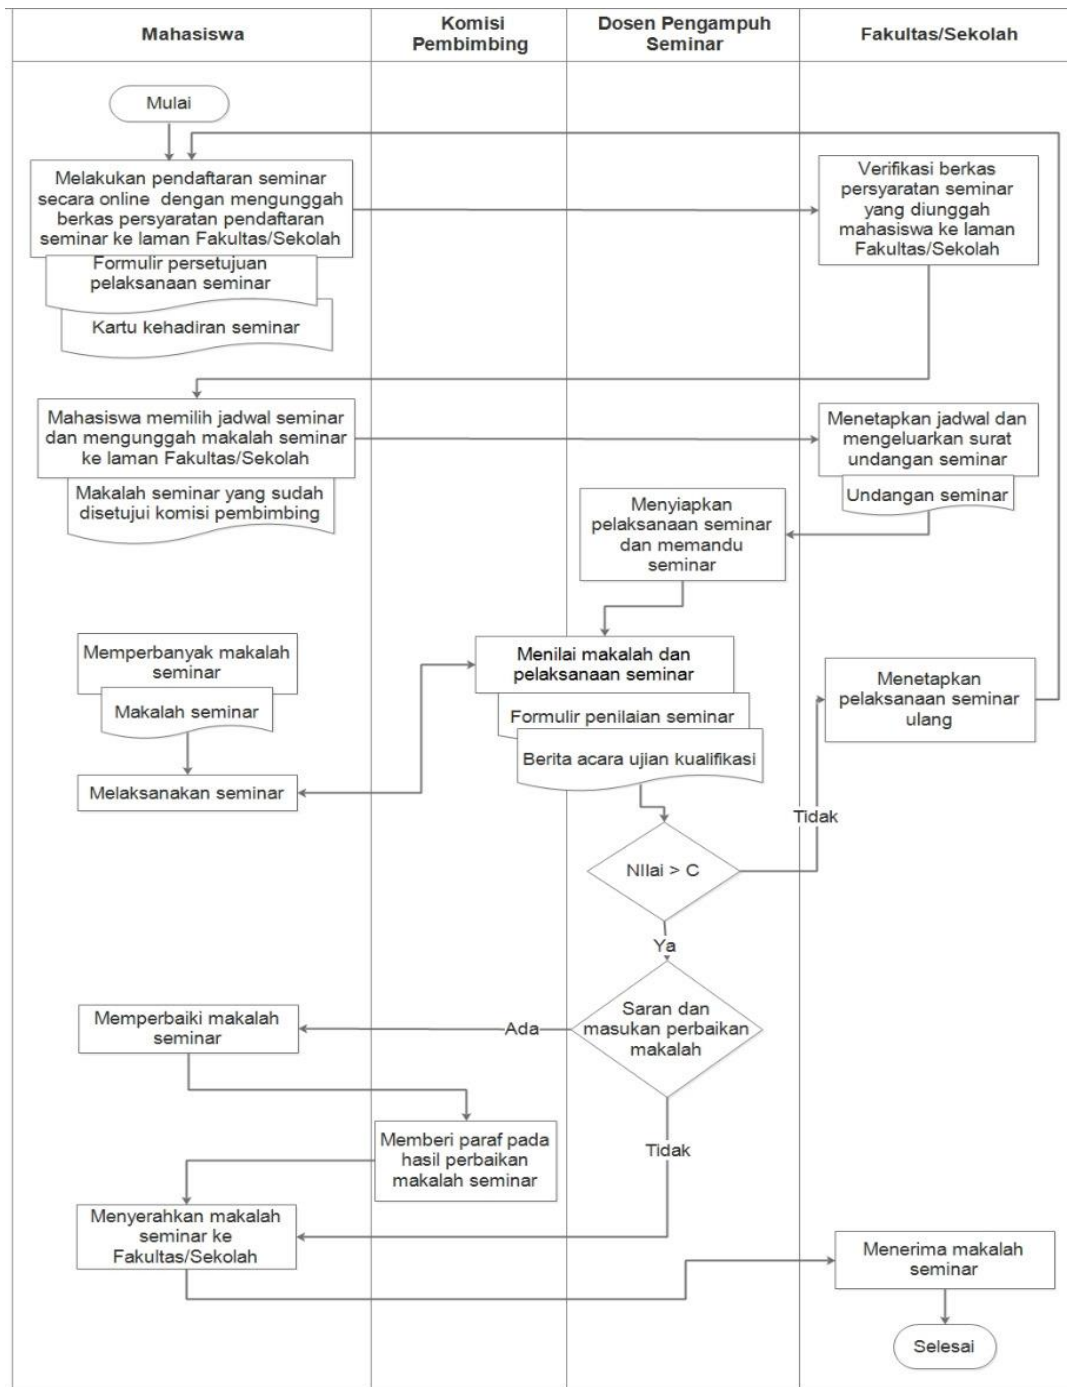 Mahasiswa
Komisi
Pembimbing
Dosen Pengampuh
Seminar
Fakultas/Sekolah
Mulai
Melakukan pendaftaran seminar
secara online dengan mengunggah
berkas persyaratan pendaftaran
seminar ke laman Fakultas/Sekolah
Formulir persetujuan
pelaksanaan seminar
Kartu kehadiran seminar
Verifikasi berkas
persyaratan seminar
yang diunggah
mahasiswa ke laman
Fakultas/Sekolah
Mahasiswa memilih jadwal seminar
dan mengunggah makalah seminar
ke laman Fakultas/Sekolah
Makalah seminar yang sudah
disetujui komisi pembimbing
Menetapkan jadwal dan
mengeluarkan surat
undangan seminar
Undangan seminar
Menyiapkan
pelaksanaan seminar
dan memandu
seminar
Memperbanyak makalah
seminar
Makalah seminar
Melaksanakan seminar
Menilai makalah dan
pelaksanaan seminar
Formulir penilaian seminar
Berita acara ujian kualifikasi
Menetapkan
pelaksanaan seminar
ulang
Tidak
NIlai > C
Ya
Saran dan
masukan perbaikan
makalah
Ada
Memperbaiki makalah
seminar
Memberi paraf pada
hasil perbaikan
makalah seminar
Tidak
Menyerahkan makalah
seminar ke
Fakultas/Sekolah
Menerima makalah
seminar
Selesai